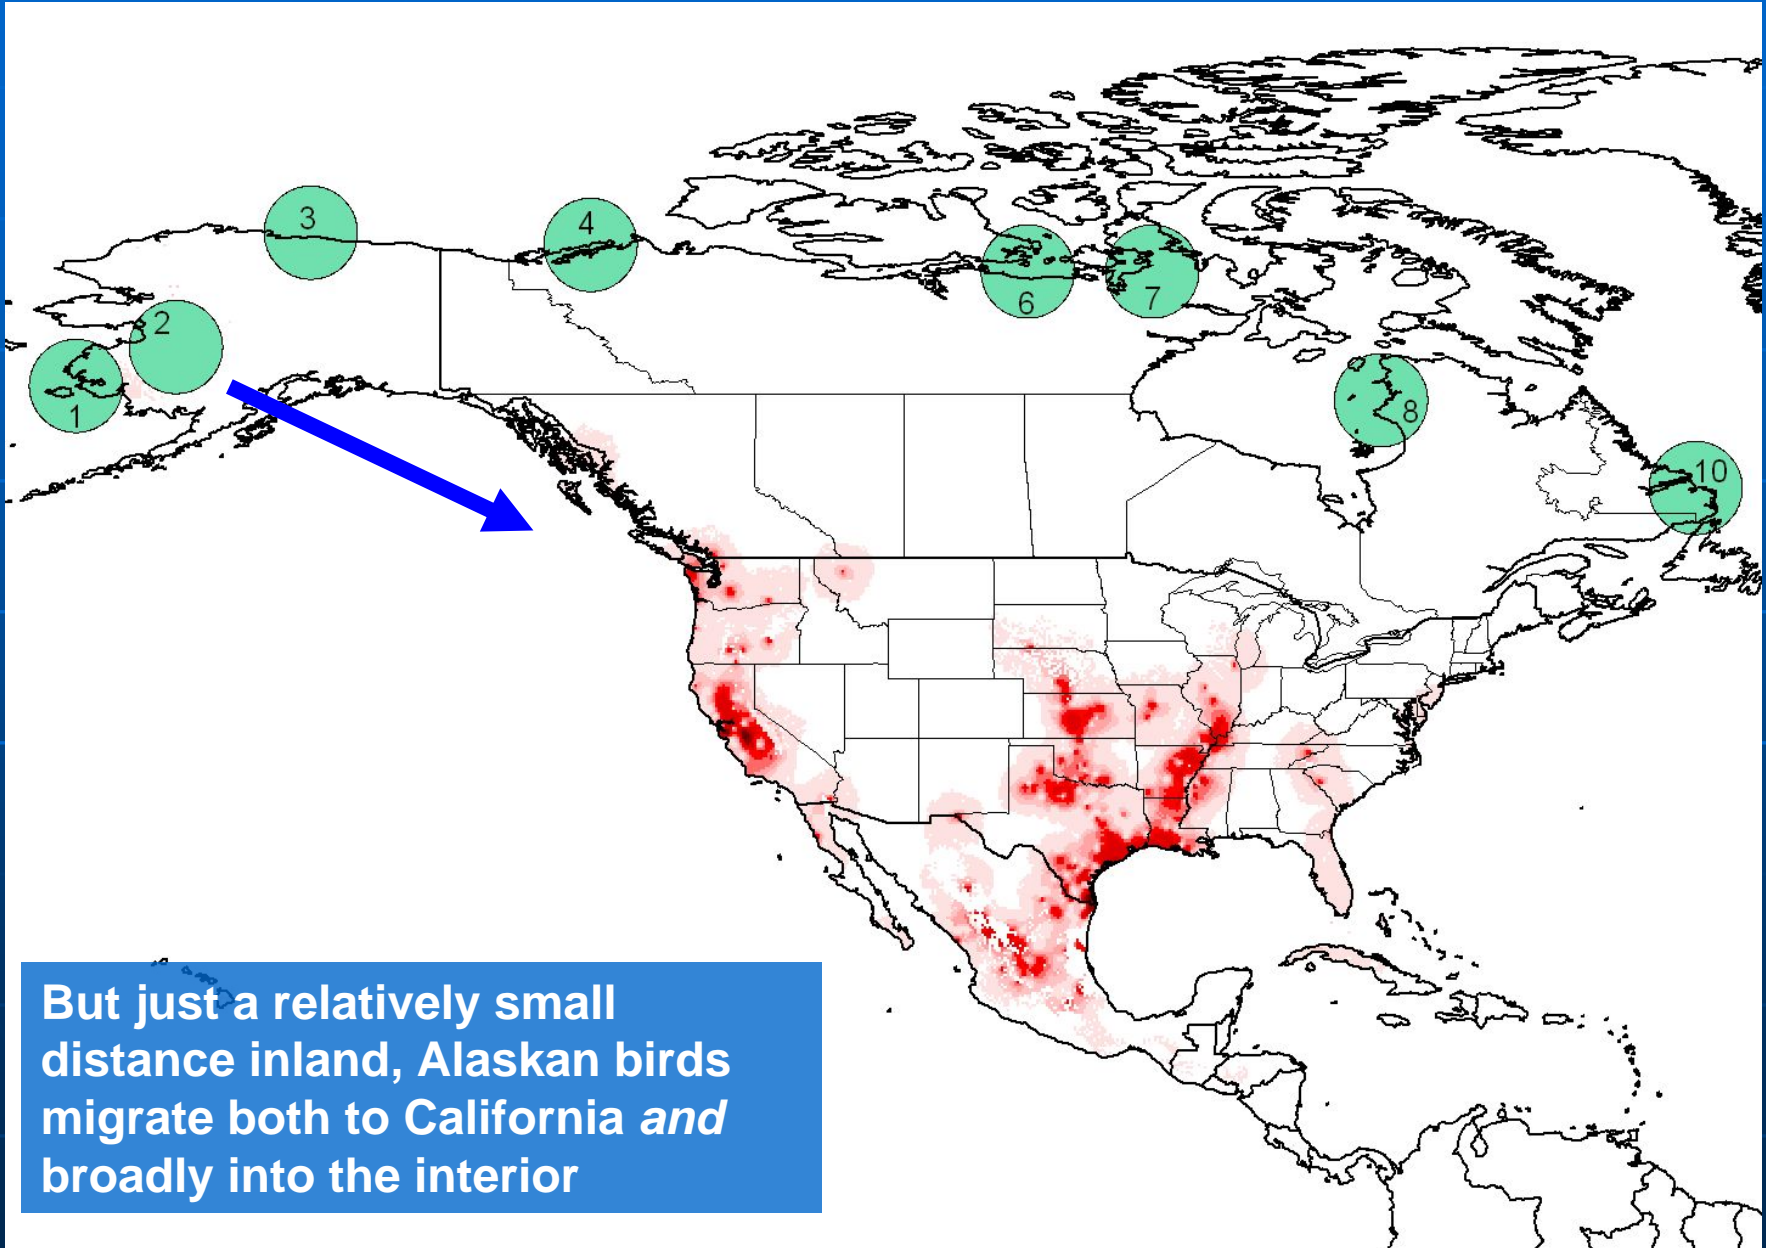 3
4
2
6
7
1
8
10
But just a relatively small
distance inland, Alaskan birds
migrate both to California and
broadly into the interior